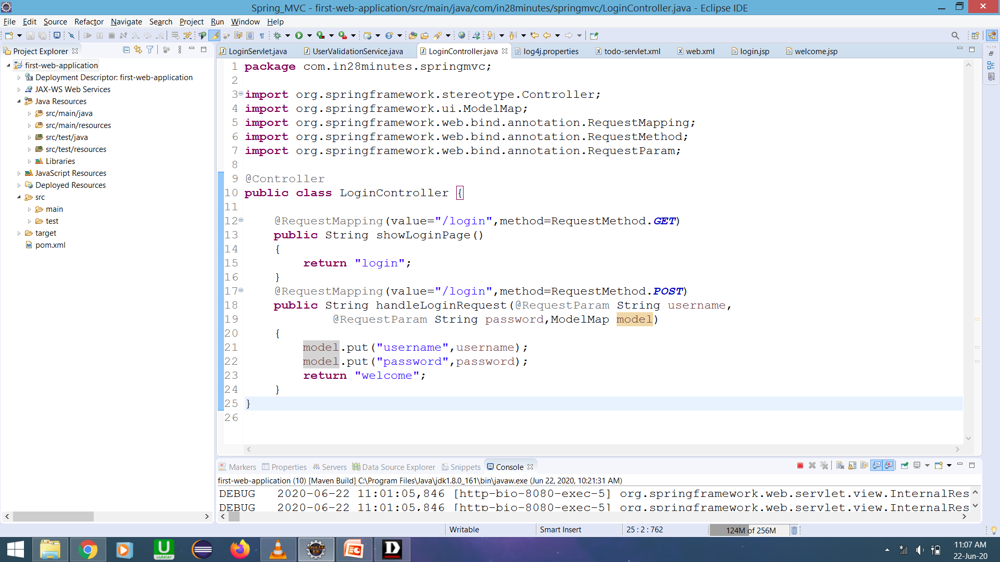 Spring_MVC - first-web-application/src/main/java/com/in28minutes/springmvc/LoginController.java - Eclipse IDE
File Edit Source Refactor Navigate Search Project Run Window Help
Project Explorer
first-web-application
Deployment Descriptor: first-web-application
JAX-WS Web Services
Java Resources
src/main/java
src/main/resources
src/test/java
src/test/resources
Libraries
JavaScript Resources
Deployed Resources
src
main
test
target
pom.xml
LoginServlet.java UserValidationService.java LoginController.java log4j.properties todo-servlet.xml web.xml login.jsp welcome.jsp
1 package com.in28minutes.springmvc;
2
3 import org.springframework.stereotype.Controller;
4 import org.springframework.ui.ModelMap;
5 import org.springframework.web.bind.annotation.RequestMapping;
6 import org.springframework.web.bind.annotation.RequestMethod;
7 import org.springframework.web.bind.annotation.RequestParam;
8
9 @Controller
10 public class LoginController {
11
12 @RequestMapping(value="/login",method=RequestMethod.GET)
13 public String showLoginPage()
14 {
15 return "login";
16 }
17 @RequestMapping(value="/login",method=RequestMethod.POST)
18 public String handleLoginRequest(@RequestParam String username,
19 @RequestParam String password,ModelMap model)
20 {
21 model.put("username",username);
22 model.put("password",password);
23 return "welcome";
24 }
25 }
26
Markers Properties Servers Data Source Explorer Snippets Console
first-web-application (10) [Maven Build] C:\Program Files\Java\jdk1.8.0_161\bin\javaw.exe (Jun 22, 2020, 10:21:31 AM)
DEBUG 2020-06-22 11:01:05,846 [http-bio-8080-exec-5] org.springframework.web.servlet.view.InternalRes
DEBUG 2020-06-22 11:01:05,846 [http-bio-8080-exec-5] org.springframework.web.servlet.view.InternalRes
Writable Smart Insert 25 : 2 : 762 124M of 256M
U
udeler
Java EE
IDE
D
11:07 AM
22-Jun-20